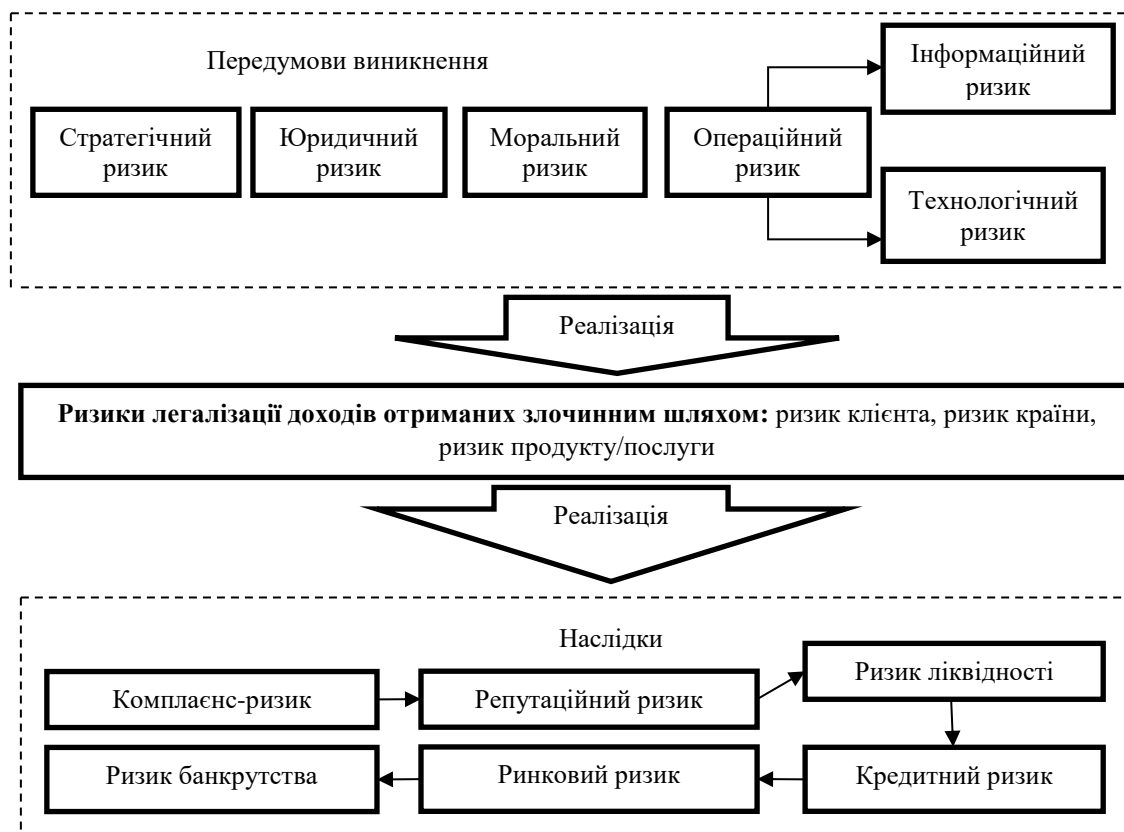 Передумови виникнення
Інформаційний
ризик
Стратегічний
ризик
Юридичний
ризик
Моральний
ризик
Операційний
ризик
Технологічний
ризик
Реалізація
Ризики легалізації доходів отриманих злочинним шляхом: ризик клієнта, ризик країни,
ризик продукту/послуги
Реалізація
Наслідки
Комплаєнс-ризик
Репутаційний ризик
Ризик ліквідності
Ризик банкрутства
Ринковий ризик
Кредитний ризик